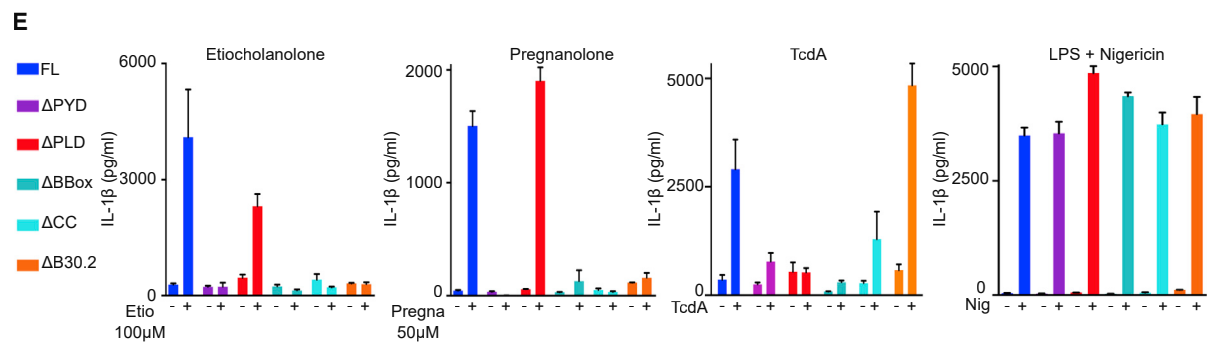 E
FL
ΔPYD
ΔPLD
ΔBBox
ΔCC
ΔB30.2
Etiocholanolone
IL-1β (pg/ml)
6000
3000
0
- + - + - + - + - + - +
Etio
100µM
Pregnanolone
IL-1β (pg/ml)
2000
1000
0
- + - + - + - + - + - +
Pregna
50µM
TcdA
IL-1β (pg/ml)
5000
2500
0
TcdA - + - + - + - + - + - +
LPS + Nigericin
IL-1β (pg/ml)
5000
2500
0
Nig - + - + - + - + - + - +